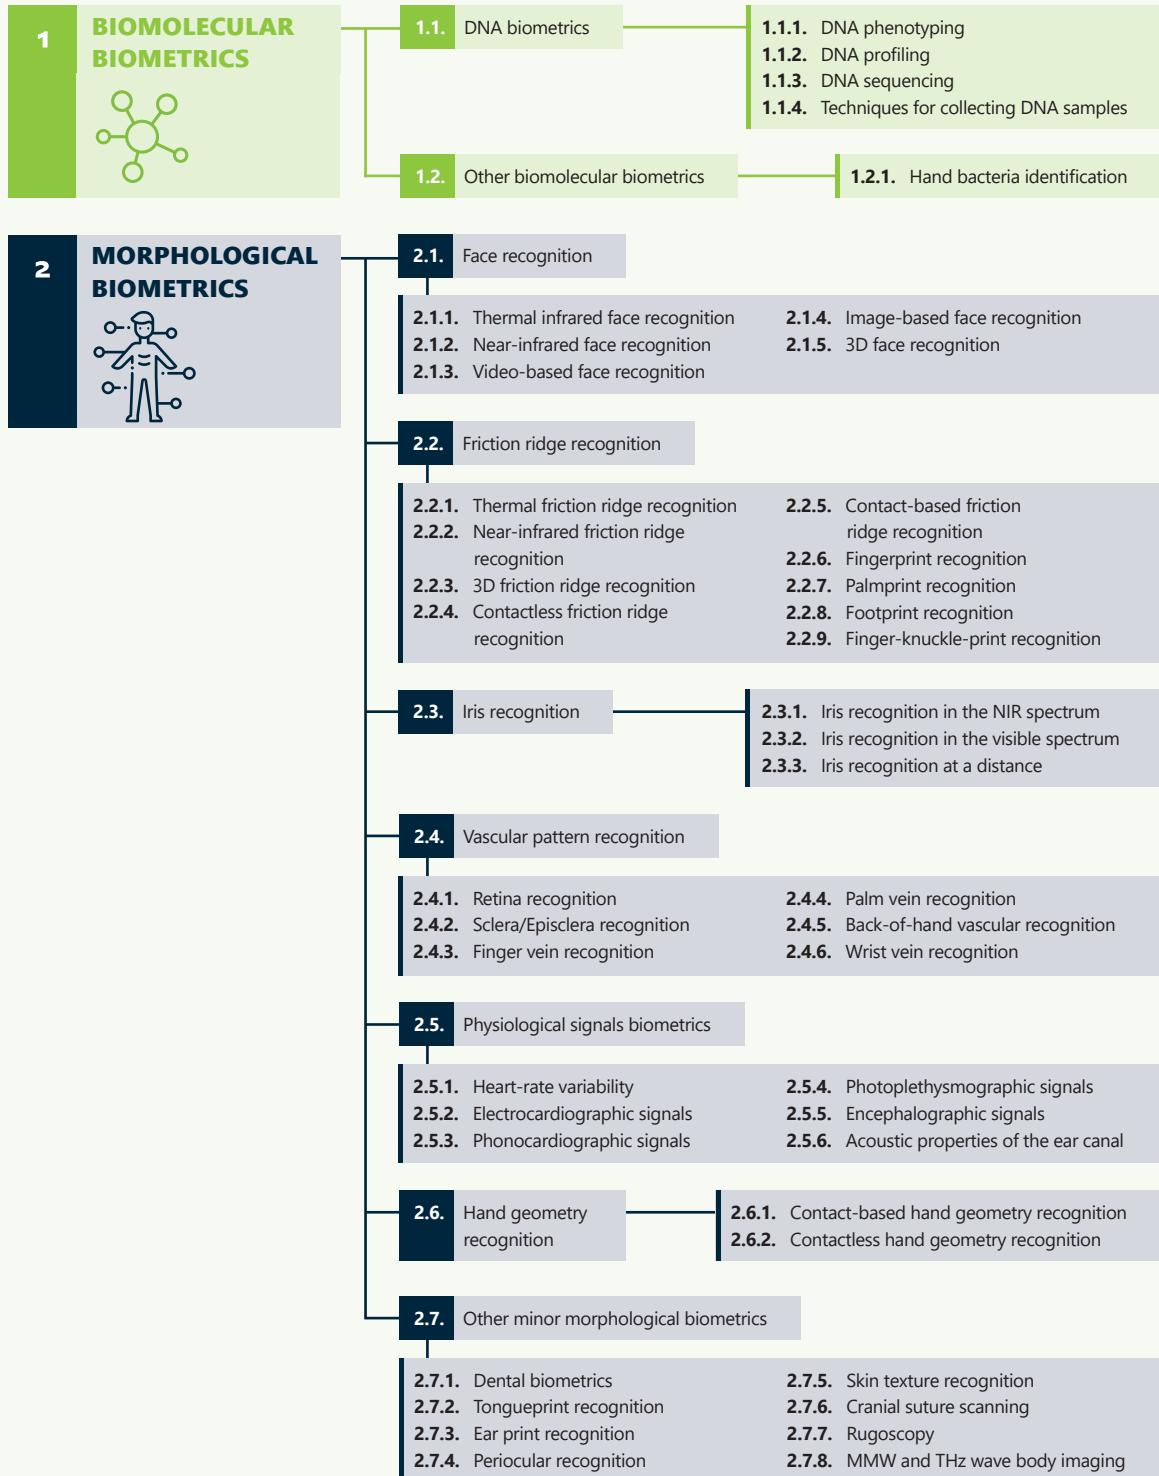 1
BIOMOLECULAR
BIOMETRICS
1.1. DNA biometrics
1.1.1. DNA phenotyping
1.1.2. DNA profiling
1.1.3. DNA sequencing
1.1.4. Techniques for collecting DNA samples
1.2. Other biomolecular biometrics
1.2.1. Hand bacteria identification
2
MORPHOLOGICAL
BIOMETRICS
2.1. Face recognition
2.1.1. Thermal infrared face recognition
2.1.2. Near-infrared face recognition
2.1.3. Video-based face recognition
2.1.4. Image-based face recognition
2.1.5. 3D face recognition
2.2. Friction ridge recognition
2.2.1. Thermal friction ridge recognition
2.2.2. Near-infrared friction ridge
recognition
2.2.3. 3D friction ridge recognition
2.2.4. Contactless friction ridge
recognition
2.2.5. Contact-based friction
ridge recognition
2.2.6. Fingerprint recognition
2.2.7. Palmprint recognition
2.2.8. Footprint recognition
2.2.9. Finger-knuckle-print recognition
2.3. Iris recognition
2.3.1. Iris recognition in the NIR spectrum
2.3.2. Iris recognition in the visible spectrum
2.3.3. Iris recognition at a distance
2.4. Vascular pattern recognition
2.4.1. Retina recognition
2.4.2. Sclera/Episclera recognition
2.4.3. Finger vein recognition
2.4.4. Palm vein recognition
2.4.5. Back-of-hand vascular recognition
2.4.6. Wrist vein recognition
2.5. Physiological signals biometrics
2.5.1. Heart-rate variability
2.5.2. Electrocardiographic signals
2.5.3. Phonocardiographic signals
2.5.4. Photoplethysmographic signals
2.5.5. Encephalographic signals
2.5.6. Acoustic properties of the ear canal
2.6. Hand geometry
recognition
2.6.1. Contact-based hand geometry recognition
2.6.2. Contactless hand geometry recognition
2.7. Other minor morphological biometrics
2.7.1. Dental biometrics
2.7.2. Tongueprint recognition
2.7.3. Ear print recognition
2.7.4. Periocular recognition
2.7.5. Skin texture recognition
2.7.6. Cranial suture scanning
2.7.7. Rugoscopy
2.7.8. MMW and THz wave body imaging